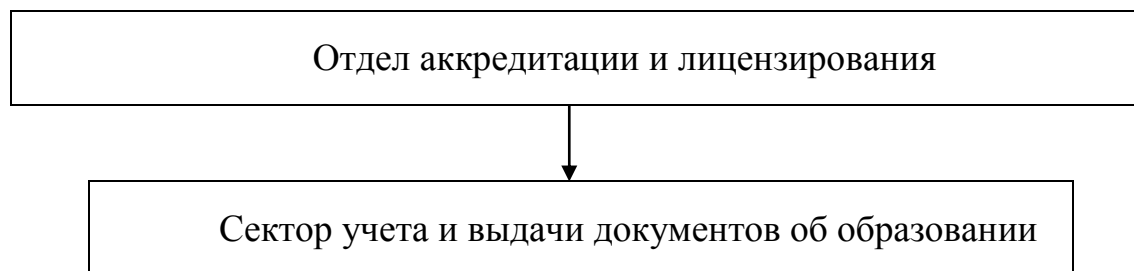 Отдел аккредитации и лицензирования
Сектор учета и выдачи документов об образовании